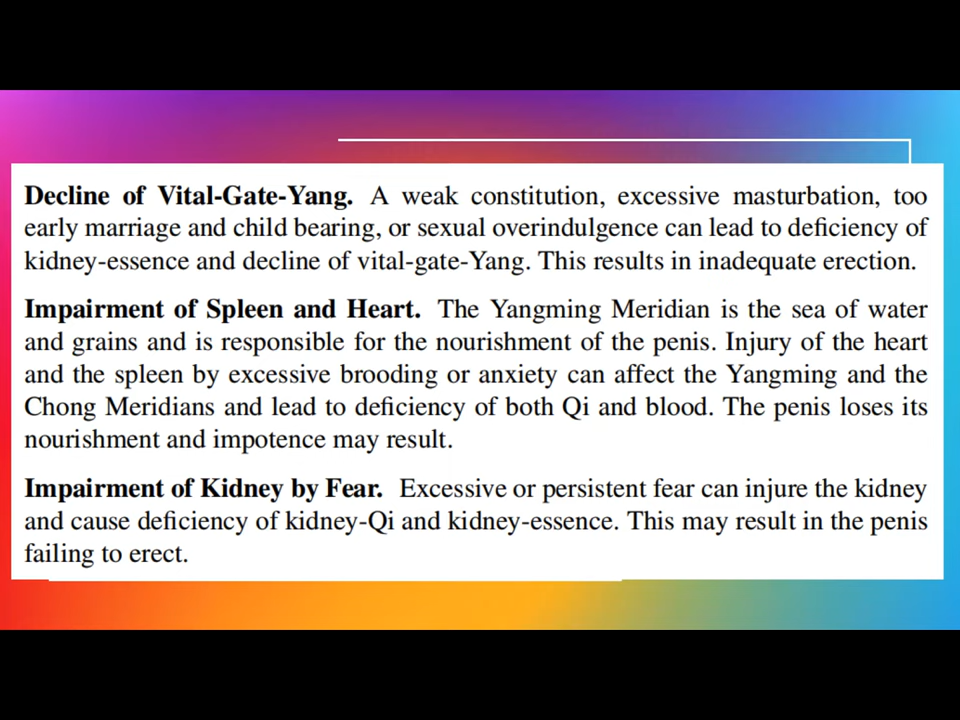 Decline of Vital-Gate-Yang. A weak constitution, excessive masturbation, too
early marriage and child bearing, or sexual overindulgence can lead to deficiency of
kidney-essence and decline of vital-gate-Yang. This results in inadequate erection.
Impairment of Spleen and Heart. The Yangming Meridian is the sea of water
and grains and is responsible for the nourishment of the penis. Injury of the heart
and the spleen by excessive brooding or anxiety can affect the Yangming and the
Chong Meridians and lead to deficiency of both Qi and blood. The penis loses its
nourishment and impotence may result.
Impairment of Kidney by Fear. Excessive or persistent fear can injure the kidney
and cause deficiency of kidney-Qi and kidney-essence. This may result in the penis
failing to erect.